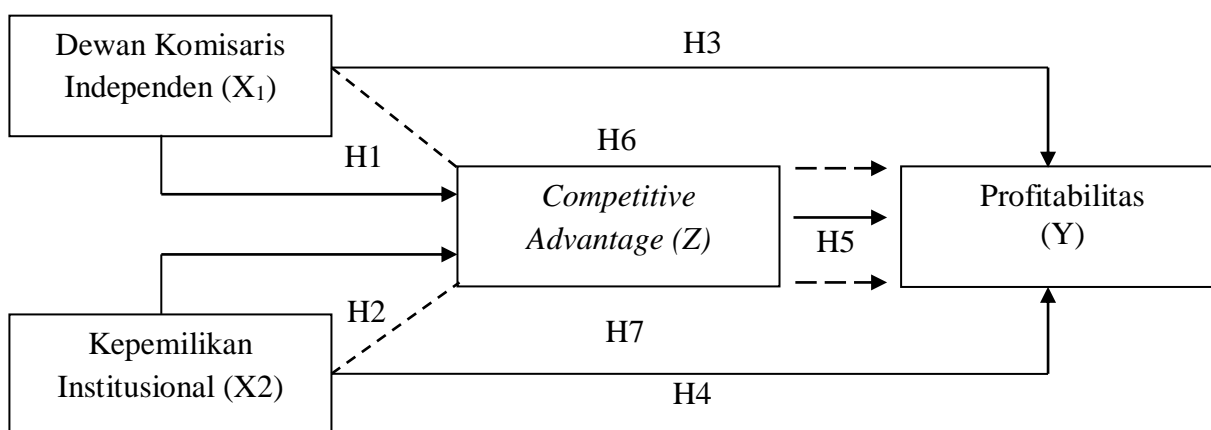 Dewan Komisaris
Independen (X₁)
H3
H1
H6
Competitive
Advantage (Z)
H5
Profitabilitas
(Y)
H2
H7
Kepemilikan
Institusional (X2)
H4